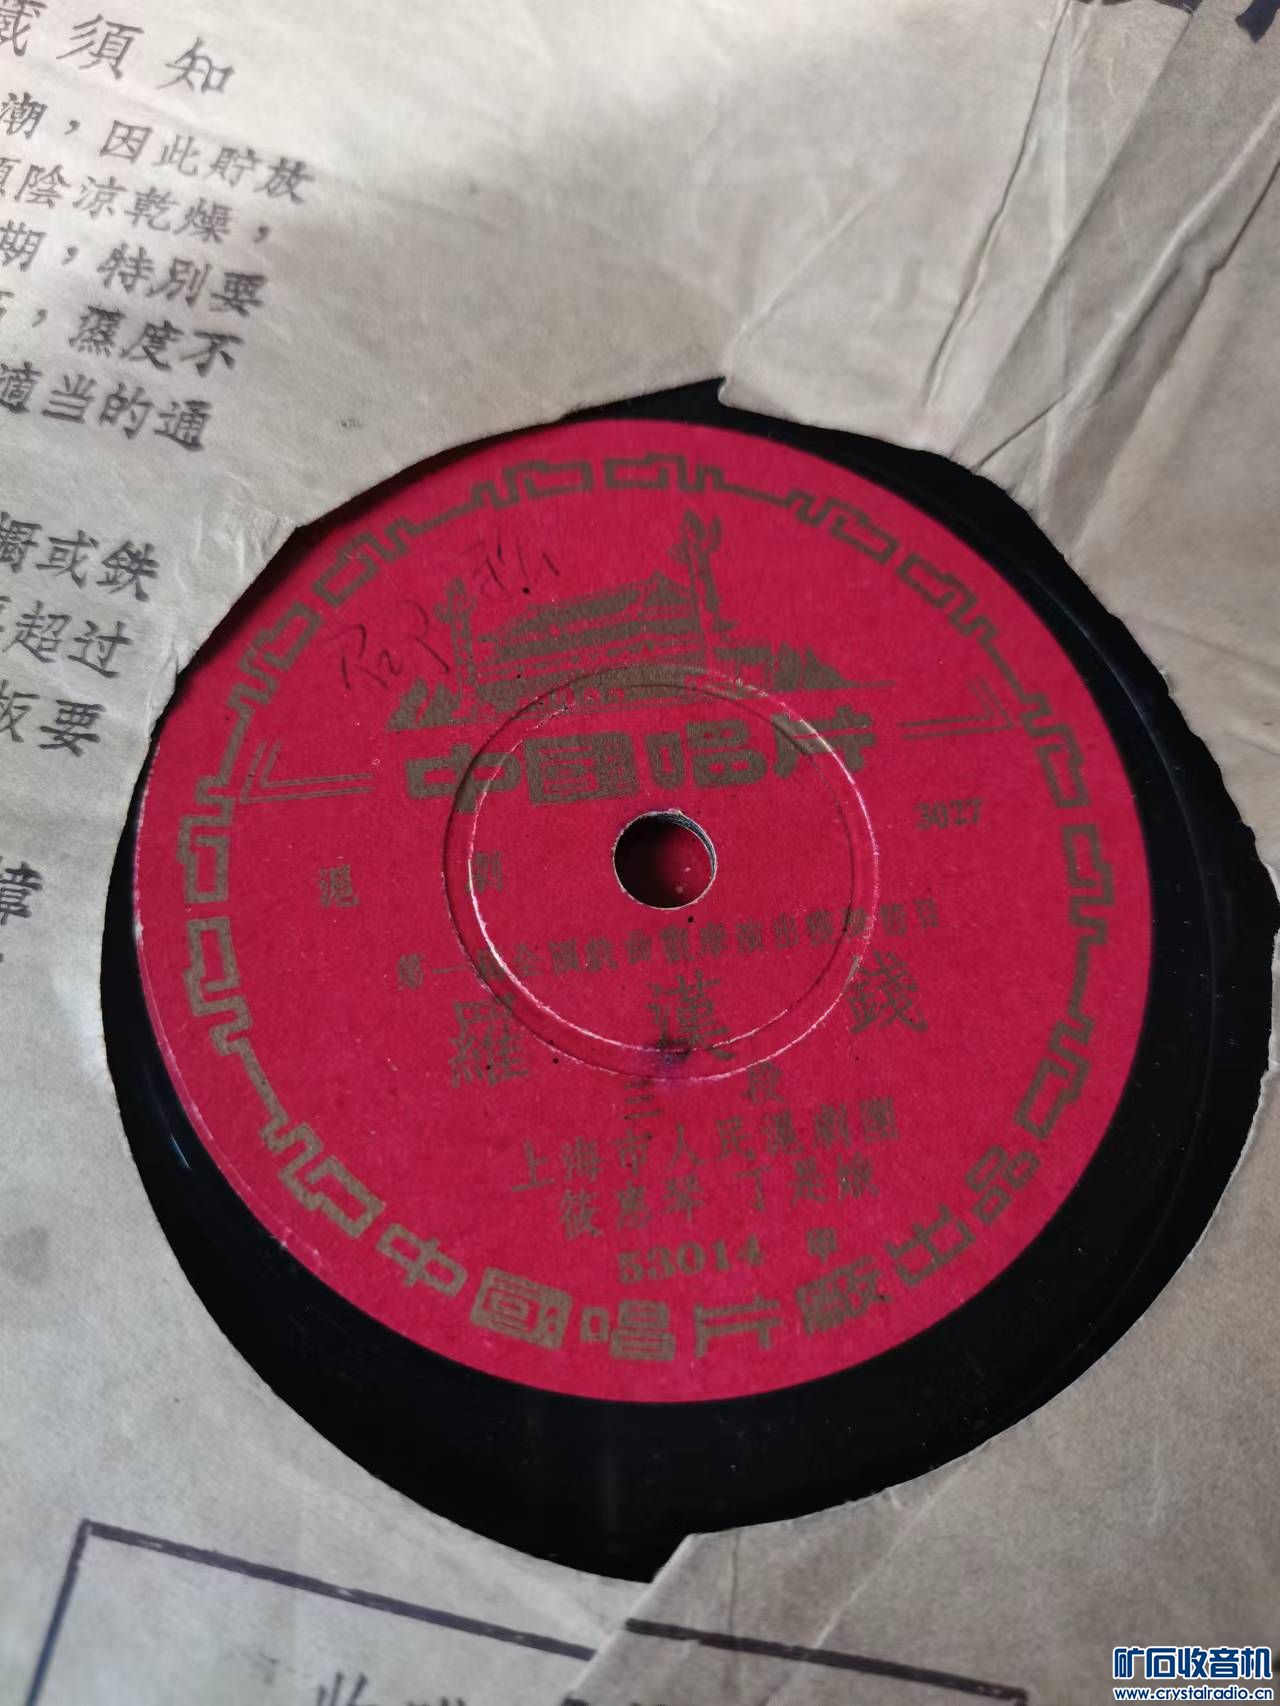 藏須知
潮，因此貯放
須陰涼乾燥，
期，特別要
，濕度不
適当的通
櫥或鉄
超过
板要
中國唱片
3027
滬劇
第一屆全國戲曲觀摩演出獲獎節目
羅漢錢
三段
上海市人民滬劇團
筱愛琴 丁是娥
53014 甲
中國唱片廠出品
矿石收音机
www.crystalradio.cn